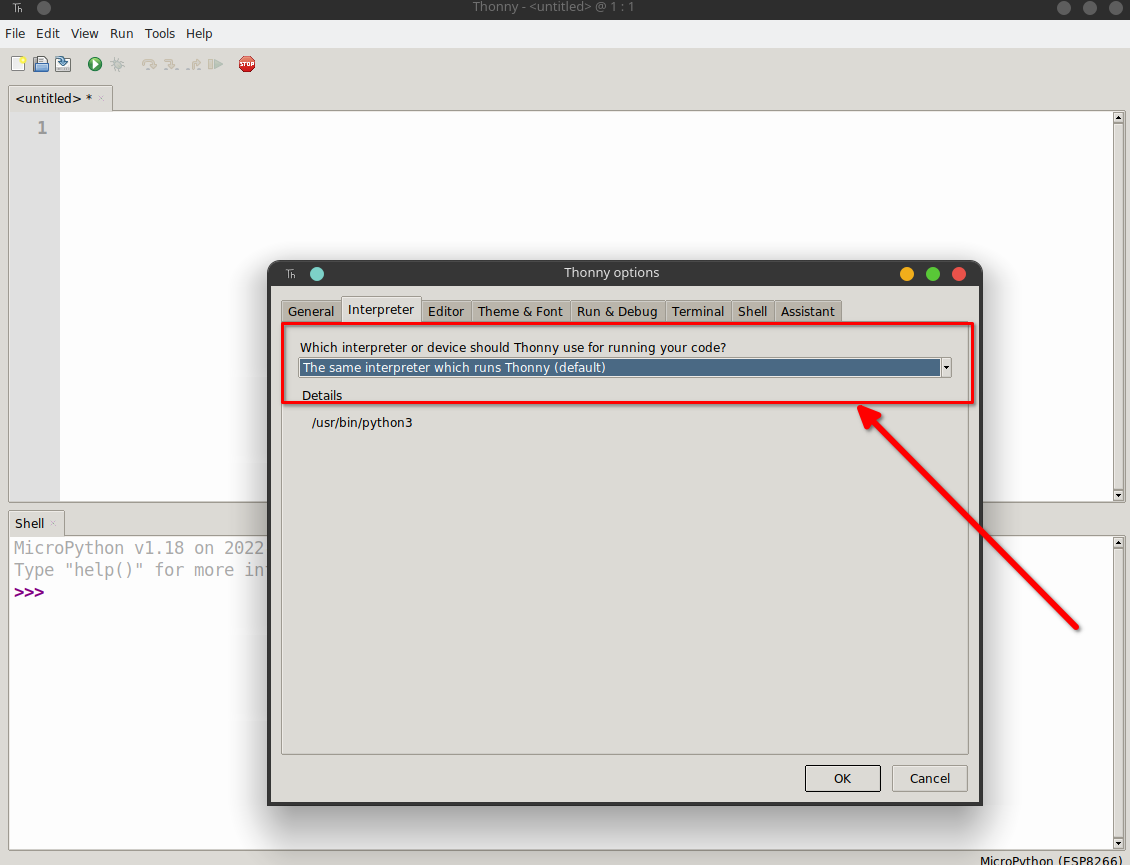 Th
Thonny - <untitled> @ 1 : 1
File Edit View Run Tools Help
STOP
<untitled> *
1
Th
Thonny options
General Interpreter Editor Theme & Font Run & Debug Terminal Shell Assistant
Which interpreter or device should Thonny use for running your code?
The same interpreter which runs Thonny (default)
Details
/usr/bin/python3
Shell
MicroPython v1.18 on 2022
Type "help()" for more
>>>
OK Cancel
MicroPython (ESP8266)